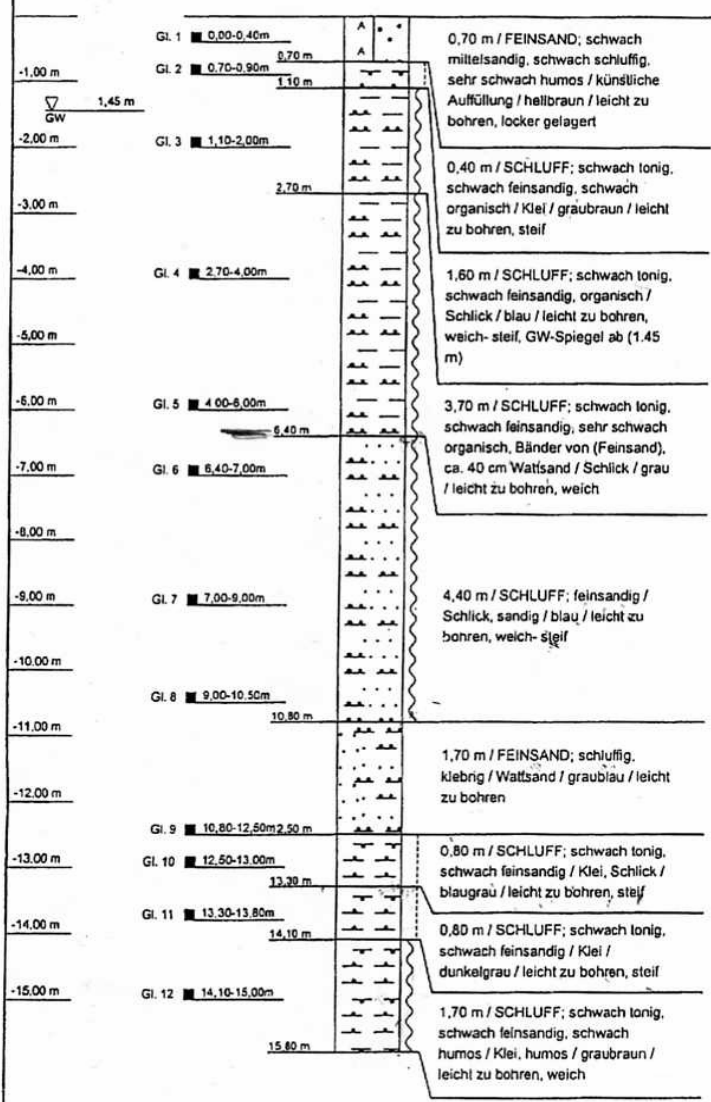 A
A
Gl. 1 0,00-0,40m
0,70 m
-1,00 m
Gl. 2 0,70-0,90m
1,10 m
1,45 m
GW
-2,00 m
Gl. 3 1,10-2,00m
2,70 m
-3,00 m
-4,00 m
Gl. 4 2,70-4,00m
-5,00 m
-6,00 m
Gl. 5 4,00-6,00m
6,40 m
-7,00 m
Gl. 6 6,40-7,00m
-8,00 m
-9,00 m
Gl. 7 7,00-9,00m
-10,00 m
Gl. 8 9,00-10,50m
10,80 m
-11,00 m
-12,00 m
Gl. 9 10,80-12,50m 2,50 m
-13,00 m
Gl. 10 12,50-13,00m
13,30 m
Gl. 11 13,30-13,80m
-14,00 m
14,10 m
-15,00 m
Gl. 12 14,10-15,00m
15,80 m
0,70 m / FEINSAND; schwach
mittelsandig, schwach schluffig,
sehr schwach humos / künstliche
Auffüllung / hellbraun / leicht zu
bohren, locker gelagert
0,40 m / SCHLUFF; schwach tonig,
schwach feinsandig, schwach
organisch / Klei / graubraun / leicht
zu bohren, steif
1,60 m / SCHLUFF; schwach tonig,
schwach feinsandig, organisch /
Schlick / blau / leicht zu bohren,
weich- steif, GW-Spiegel ab (1.45
m)
3,70 m / SCHLUFF; schwach tonig,
schwach feinsandig, sehr schwach
organisch, Bänder von (Feinsand),
ca. 40 cm Wattsand / Schlick / grau
/ leicht zu bohren, weich
4,40 m / SCHLUFF; feinsandig /
Schlick, sandig / blau / leicht zu
bohren, weich- steif
1,70 m / FEINSAND; schluffig,
klebrig / Wattsand / graublau / leicht
zu bohren
0,80 m / SCHLUFF; schwach tonig,
schwach feinsandig / Klei, Schlick /
blaugrau / leicht zu bohren, steif
0,80 m / SCHLUFF; schwach tonig,
schwach feinsandig / Klei /
dunkelgrau / leicht zu bohren, steif
1,70 m / SCHLUFF; schwach tonig,
schwach feinsandig, schwach
humos / Klei, humos / graubraun /
leicht zu bohren, weich